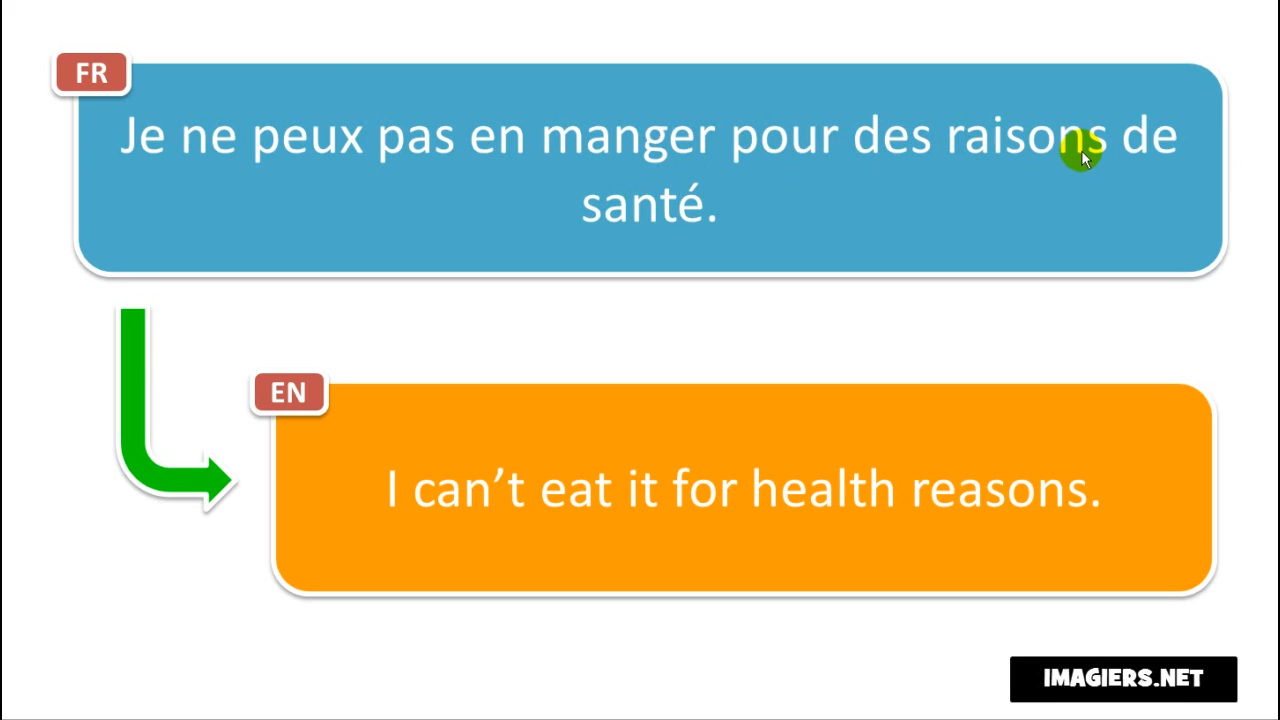 FR
Je ne peux pas en manger pour des raisons de
santé.
EN
I can’t eat it for health reasons.
IMAGIERS.NET